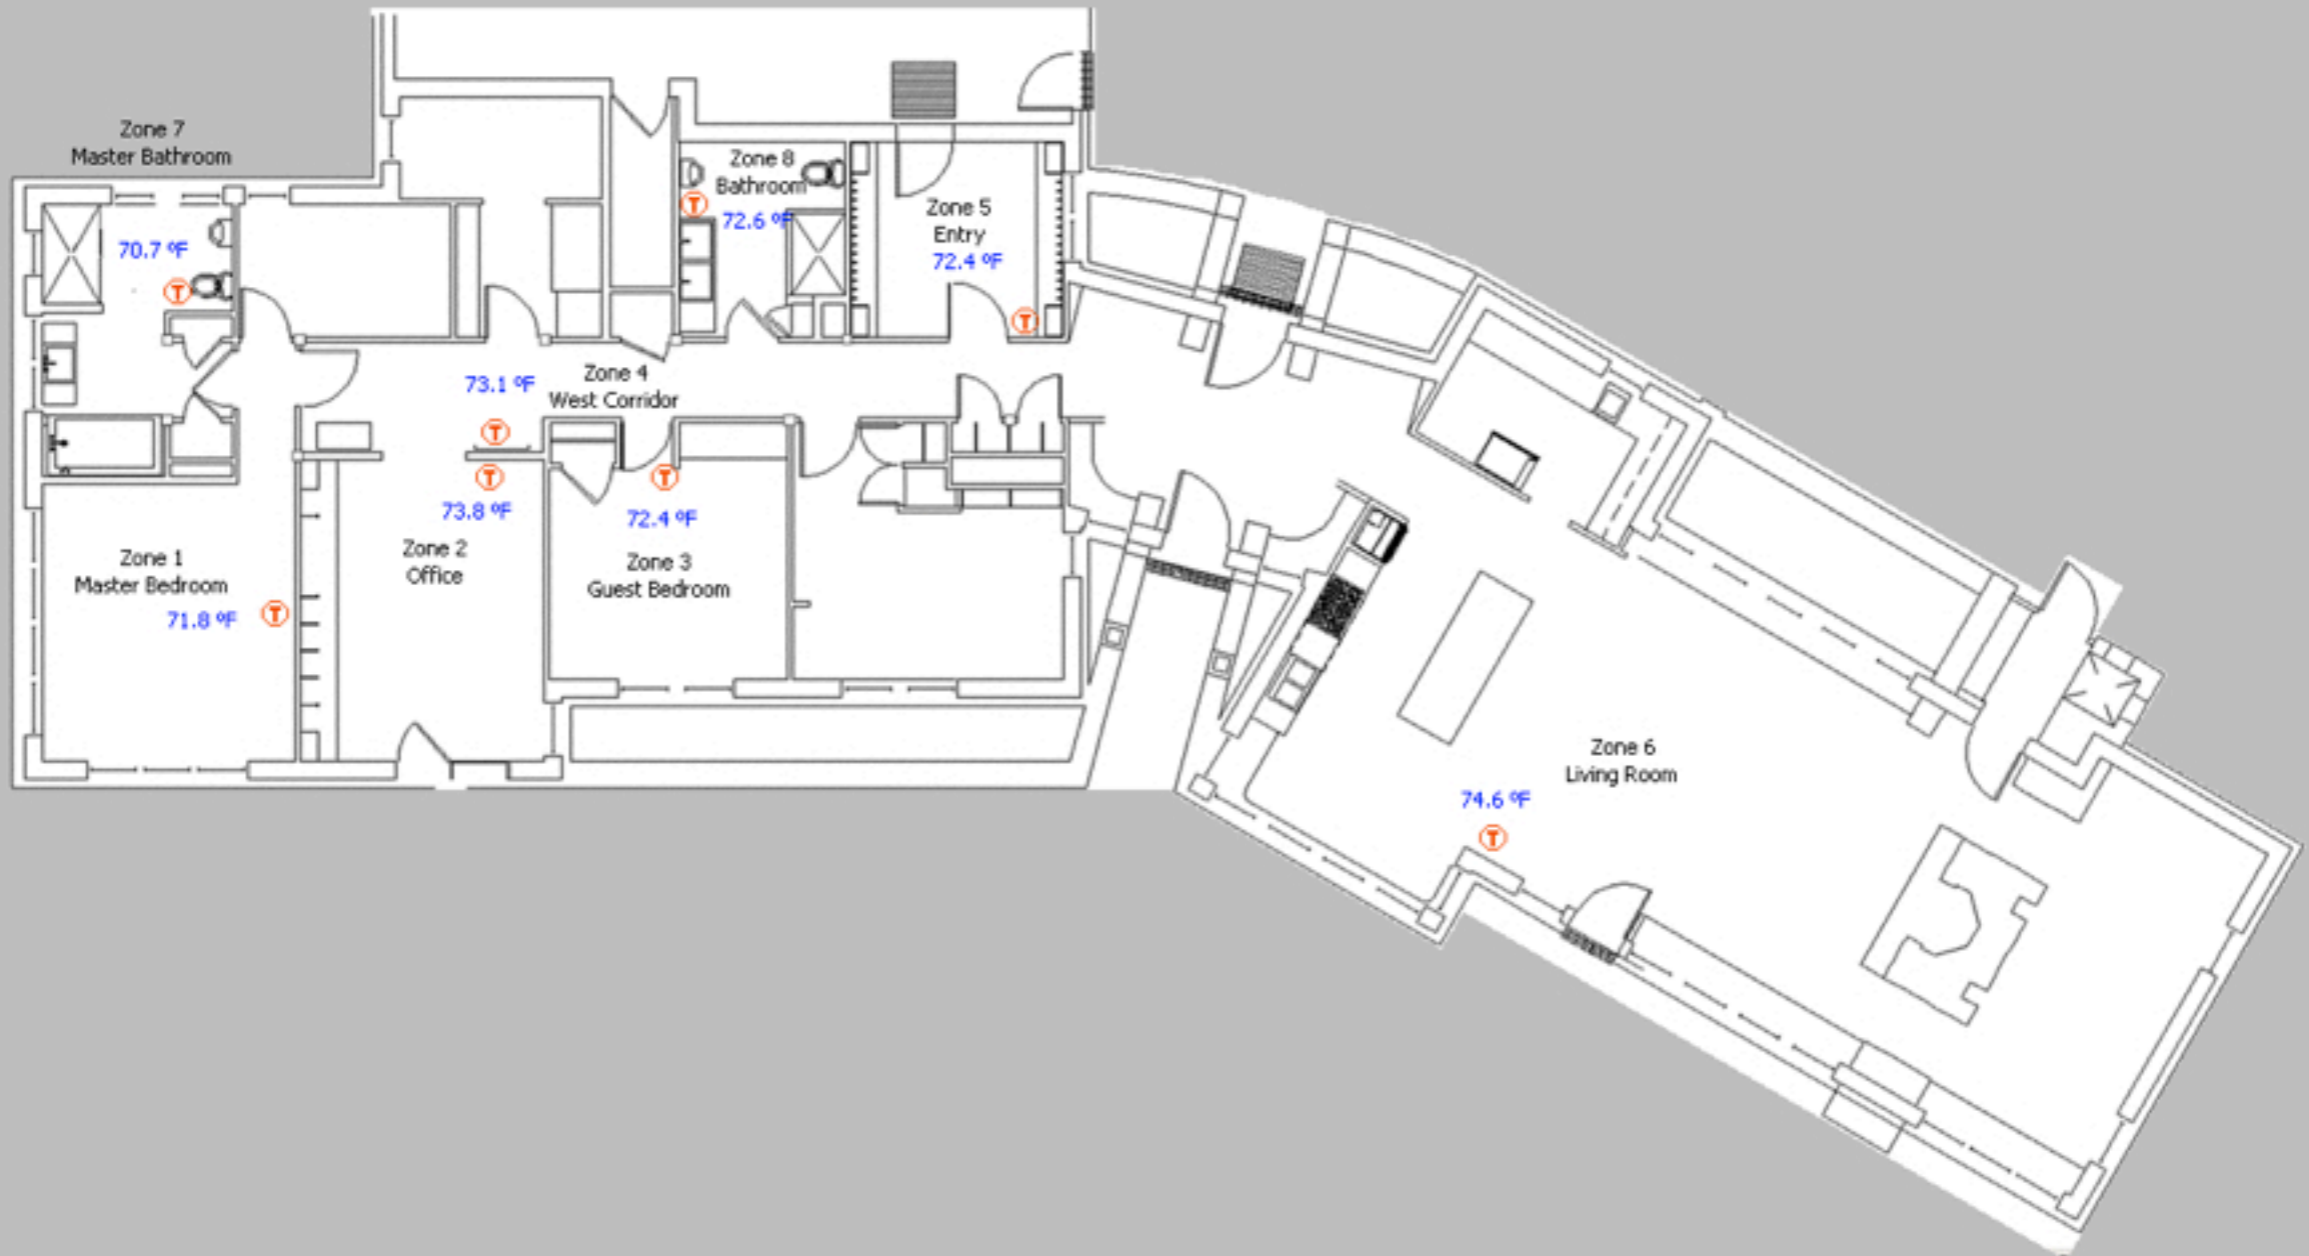 Zone 7
Master Bathroom
70.7 ºF
T
Zone 8
Bathroom
T
72.6 ºF
Zone 5
Entry
72.4 ºF
T
73.1 ºF
Zone 4
West Corridor
T
T
73.8 ºF
Zone 2
Office
T
72.4 ºF
Zone 3
Guest Bedroom
Zone 1
Master Bedroom
71.8 ºF
T
Zone 6
Living Room
74.6 ºF
T